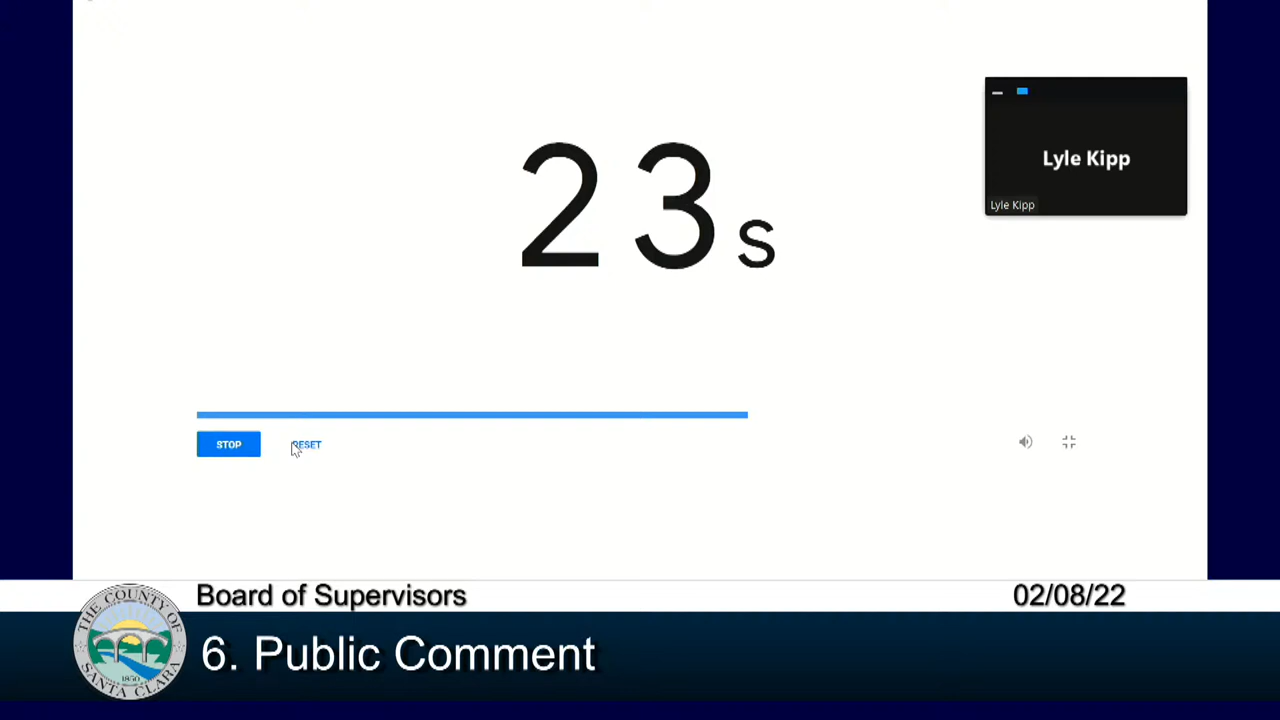 23s
Lyle Kipp
Lyle Kipp
STOP
RESET
Board of Supervisors
02/08/22
6. Public Comment
THE COUNTY OF
SANTA CLARA
1850